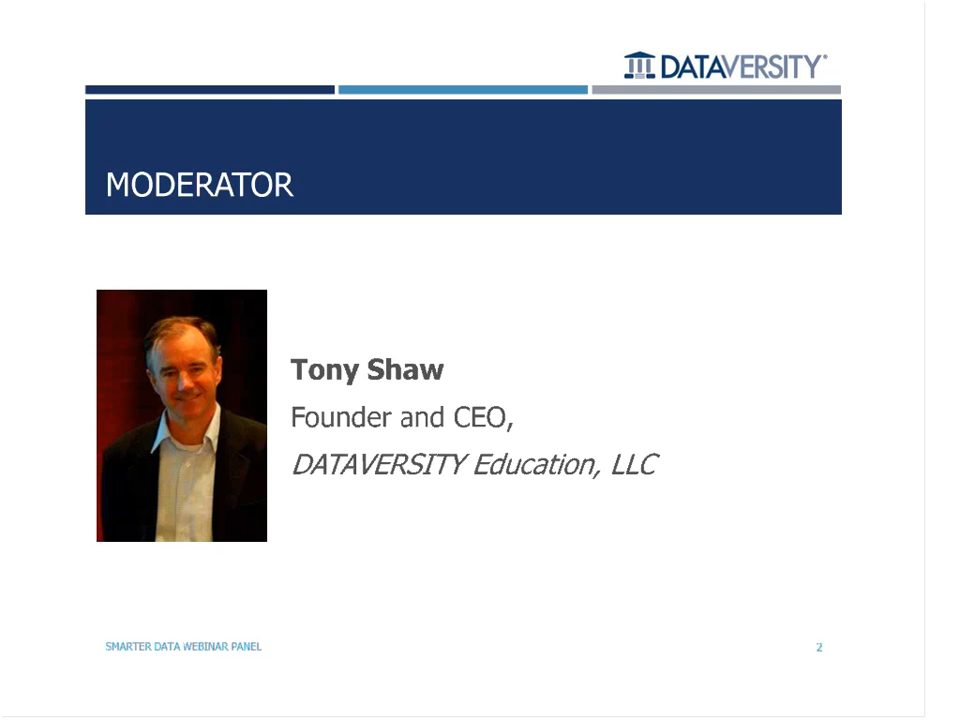 DATAVERSITY®
MODERATOR
Tony Shaw
Founder and CEO,
DATAVERSITY Education, LLC
SMARTER DATA WEBINAR PANEL
2